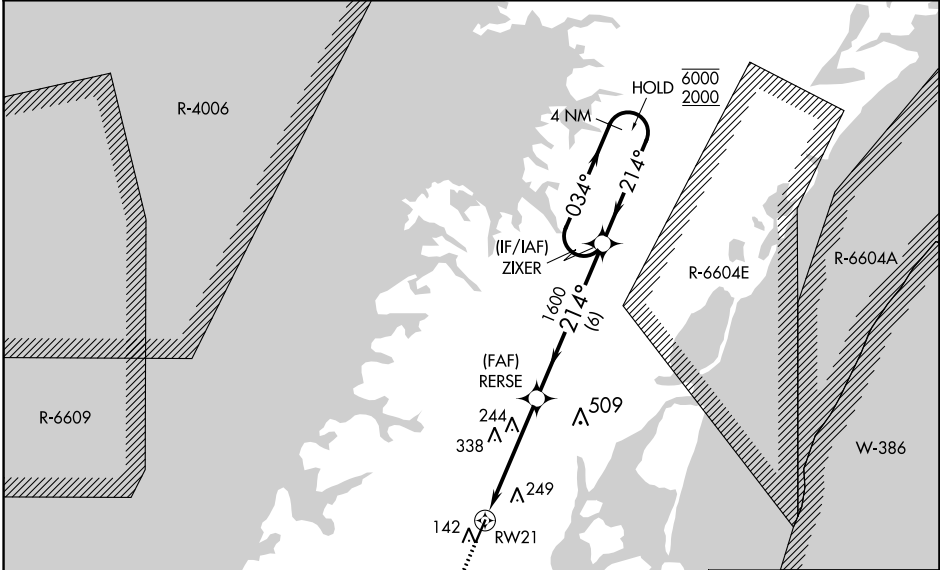 R-4006
HOLD
6000
2000
4 NM
034°
214°
(IF/IAF)
ZIXER
R-6604E
R-6604A
1600
214°
(6)
(FAF)
RERSE
R-6609
244
338
509
W-386
249
142
RW21